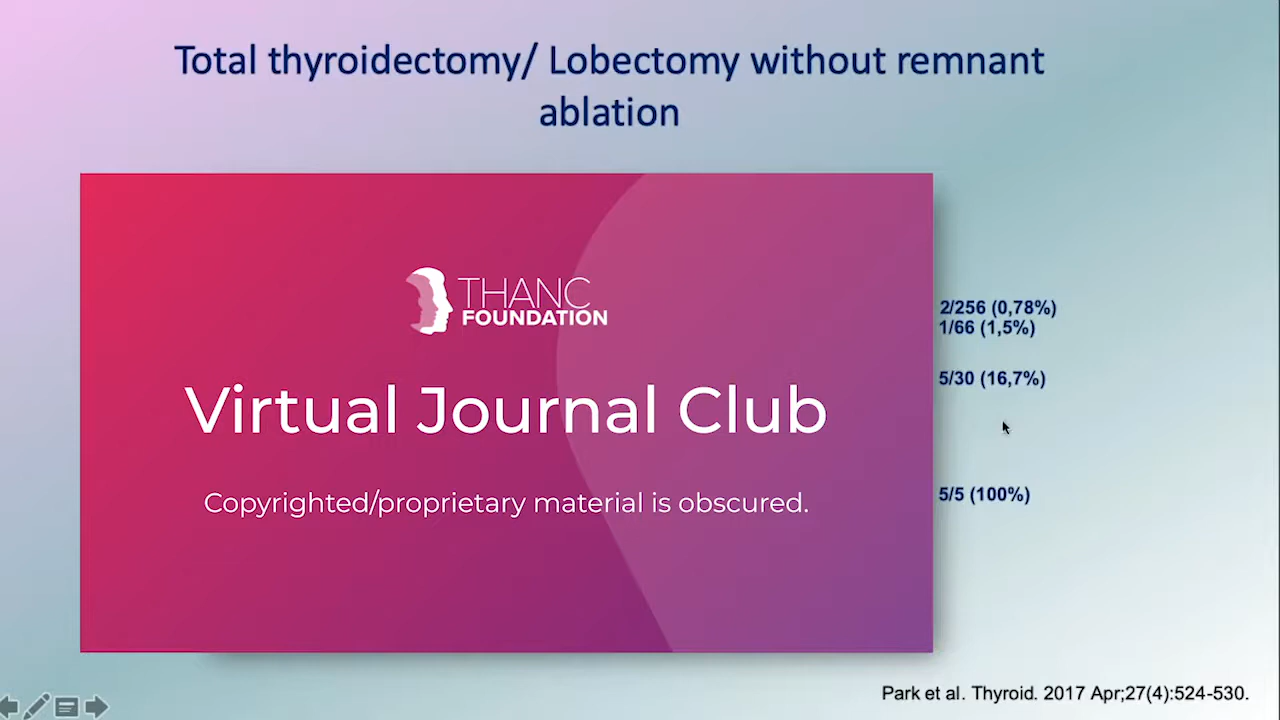 Total thyroidectomy/ Lobectomy without remnant
ablation
THANC
FOUNDATION
Virtual Journal Club
Copyrighted/proprietary material is obscured.
2/256 (0,78%)
1/66 (1,5%)
5/30 (16,7%)
5/5 (100%)
Park et al. Thyroid. 2017 Apr;27(4):524-530.